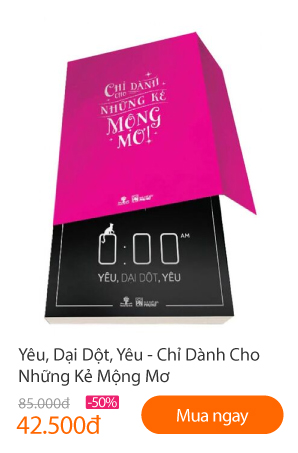 CHỈ DÀNH
CHO
NHỮNG KẺ
MỘNG
MƠ!
0:00 AM
YÊU, DẠI DỘT, YÊU
Yêu, Dại Dột, Yêu - Chỉ Dành Cho
Những Kẻ Mộng Mơ
85.000đ -50%
42.500đ
Mua ngay